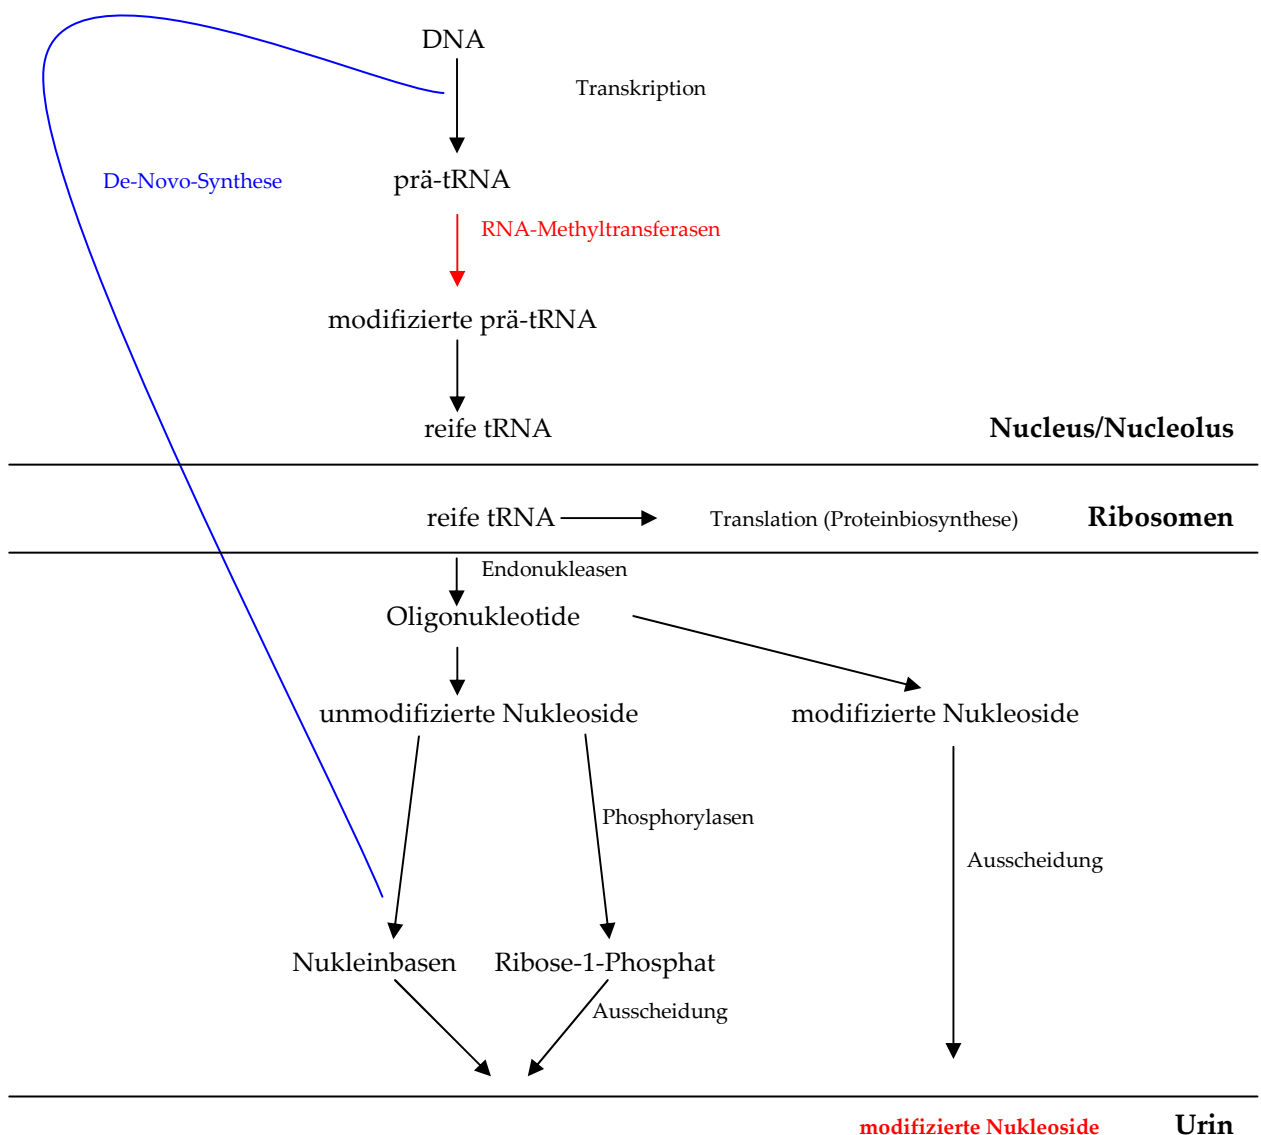 DNA
Transkription
De-Novo-Synthese
prä-tRNA
RNA-Methyltransferasen
modifizierte prä-tRNA
reife tRNA
Nucleus/Nucleolus
reife tRNA
Translation (Proteinbiosynthese)
Ribosomen
Endonukleasen
Oligonukleotide
unmodifizierte Nukleoside
modifizierte Nukleoside
Phosphorylasen
Ausscheidung
Nukleinbasen
Ribose-1-Phosphat
Ausscheidung
modifizierte Nukleoside
Urin